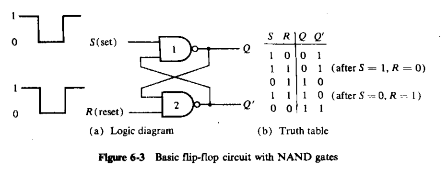 1
0
S(set)
1
Q
1
0
R(reset)
2
Q'
(a) Logic diagram
S R Q Q'
1 0 0 1
1 1 0 1 (after S = 1, R = 0)
0 1 1 0
1 1 1 0 (after S = 0, R = 1)
0 0 1 1
(b) Truth table
Figure 6-3 Basic flip-flop circuit with NAND gates